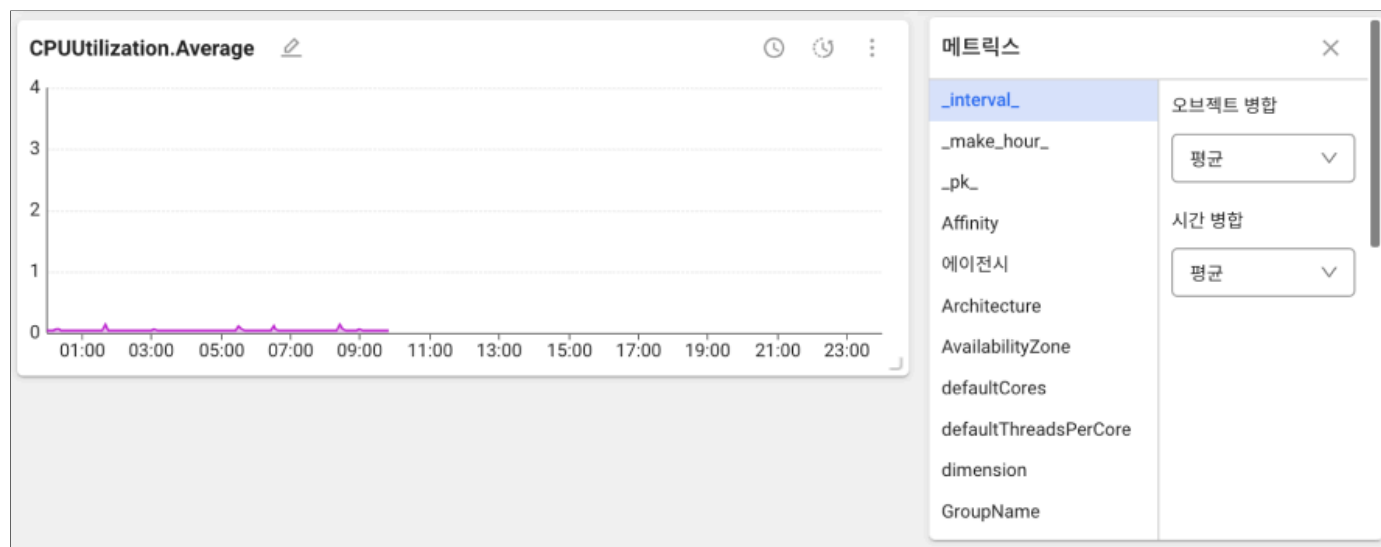 CPUUtilization.Average
4
3
2
1
0
01:00 03:00 05:00 07:00 09:00 11:00 13:00 15:00 17:00 19:00 21:00 23:00
메트릭스
_interval_
_make_hour_
_pk_
Affinity
에이전시
Architecture
AvailabilityZone
defaultCores
defaultThreadsPerCore
dimension
GroupName
오브젝트 병합
평균
시간 병합
평균